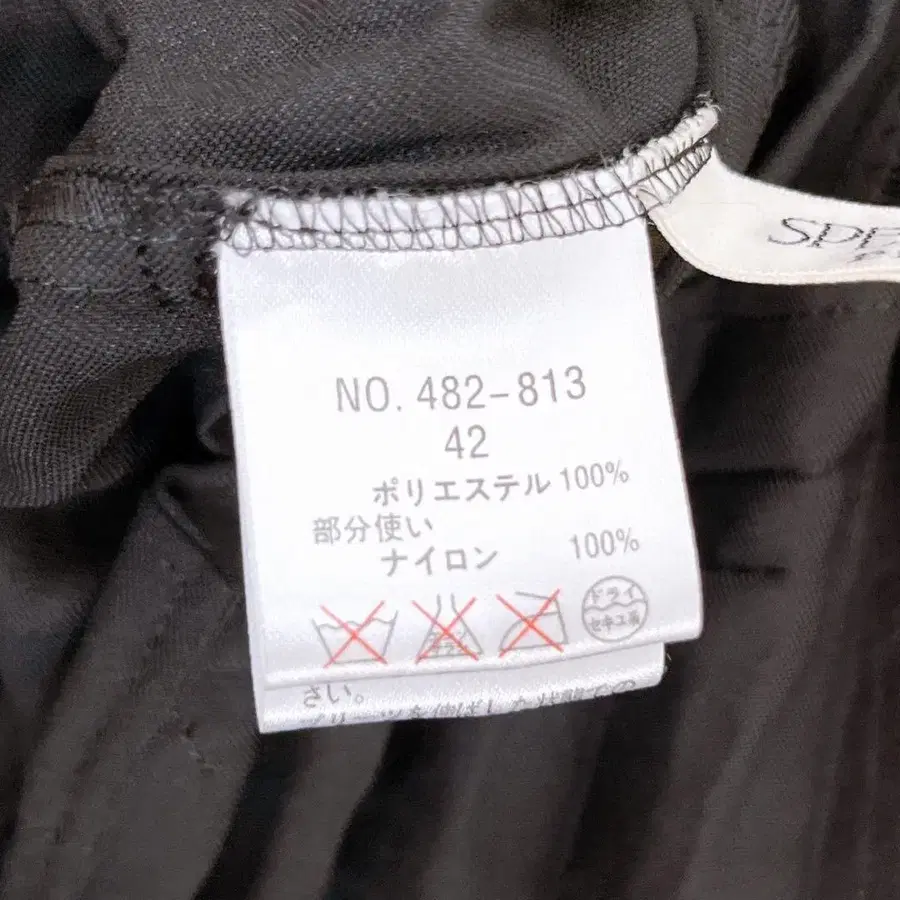 NO. 482-813
42
ポリエステル 100%
部分使い
ナイロン 100%
ドライ
セキユ系
さい。